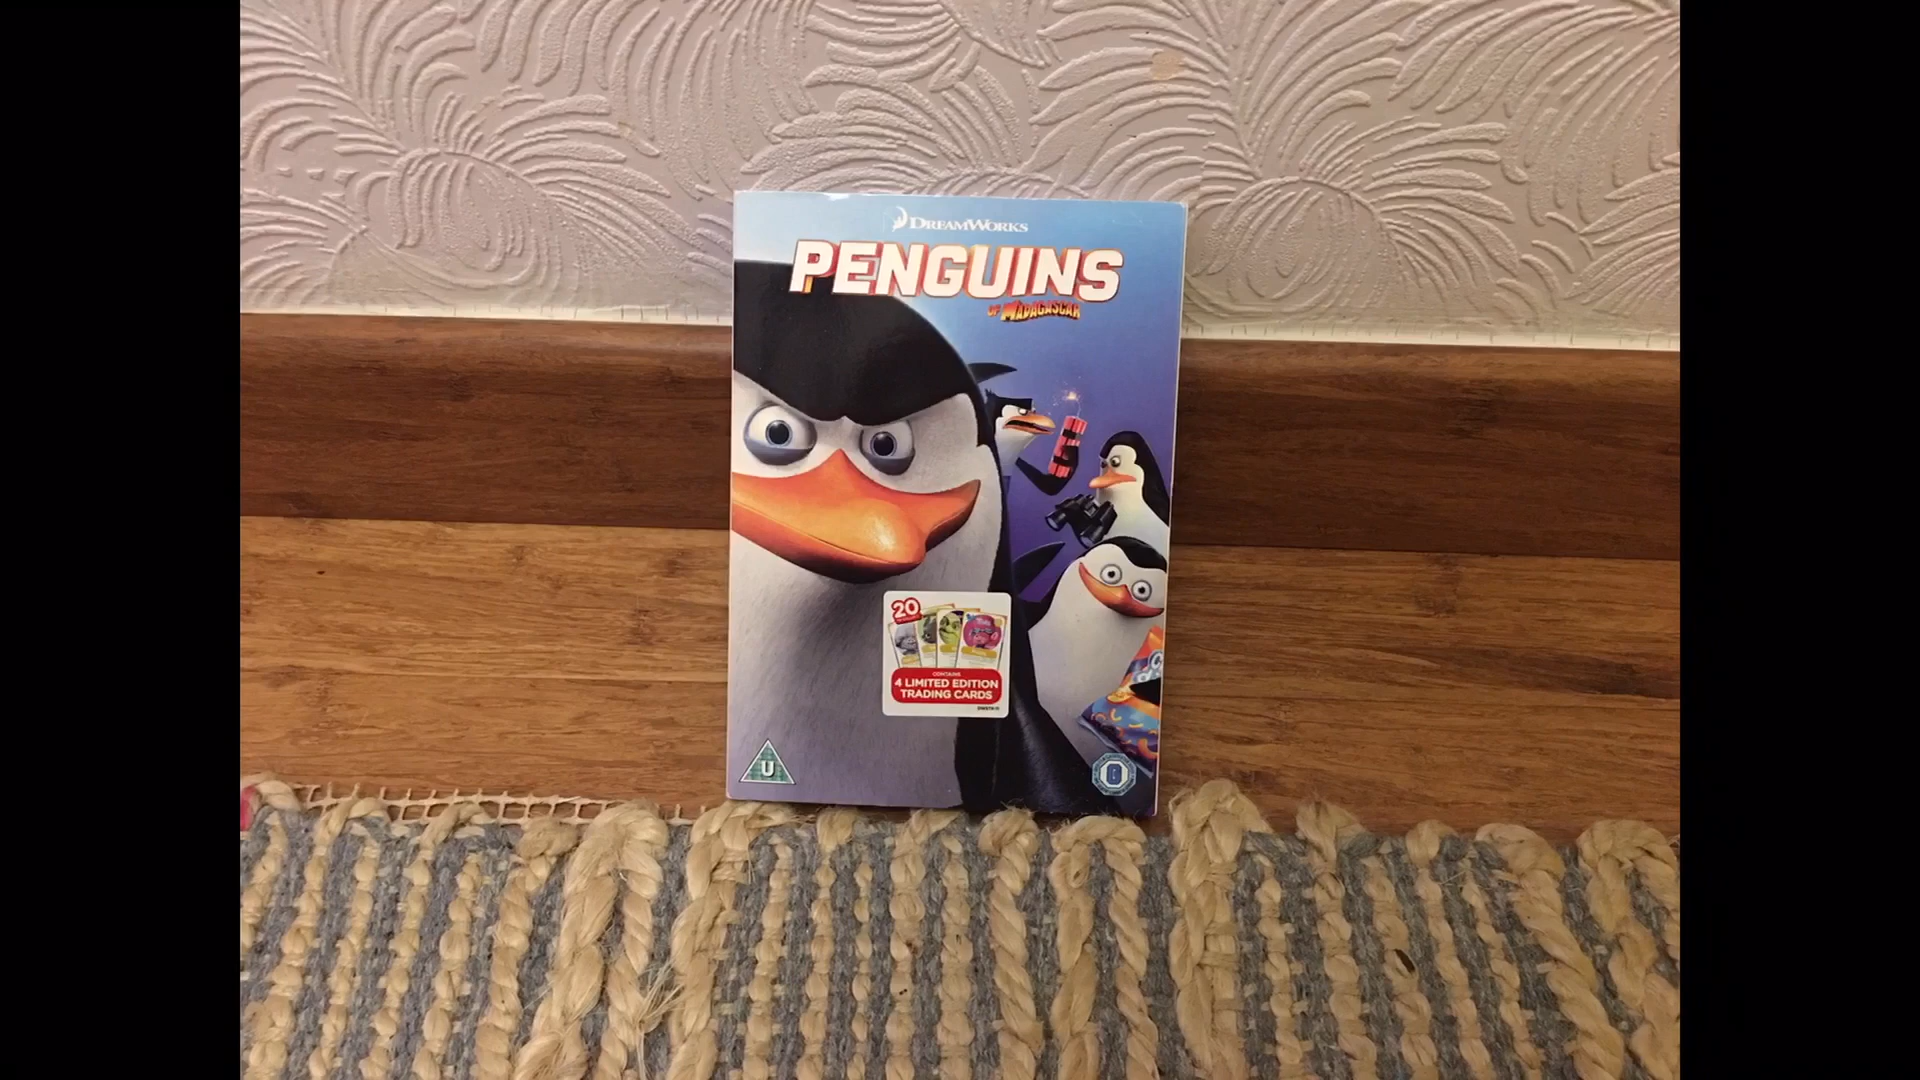 DREAMWORKS
PENGUINS
OF MADAGASCAR
20
CONTAINS
4 LIMITED EDITION
TRADING CARDS
U